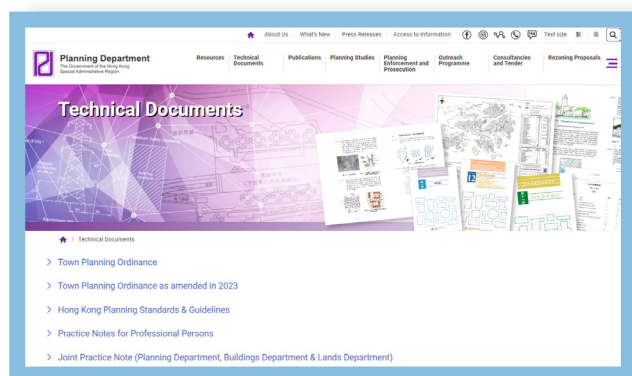 About Us What's New Press Releases Access to Information Text size 繁 简
Planning Department
The Government of the Hong Kong
Special Administrative Region
Resources
Technical
Documents
Publications
Planning Studies
Planning
Enforcement and
Prosecution
Outreach
Programme
Consultancies
and Tender
Rezoning Proposals
Technical Documents
> Technical Documents
> Town Planning Ordinance
> Town Planning Ordinance as amended in 2023
> Hong Kong Planning Standards & Guidelines
> Practice Notes for Professional Persons
> Joint Practice Note (Planning Department, Buildings Department & Lands Department)